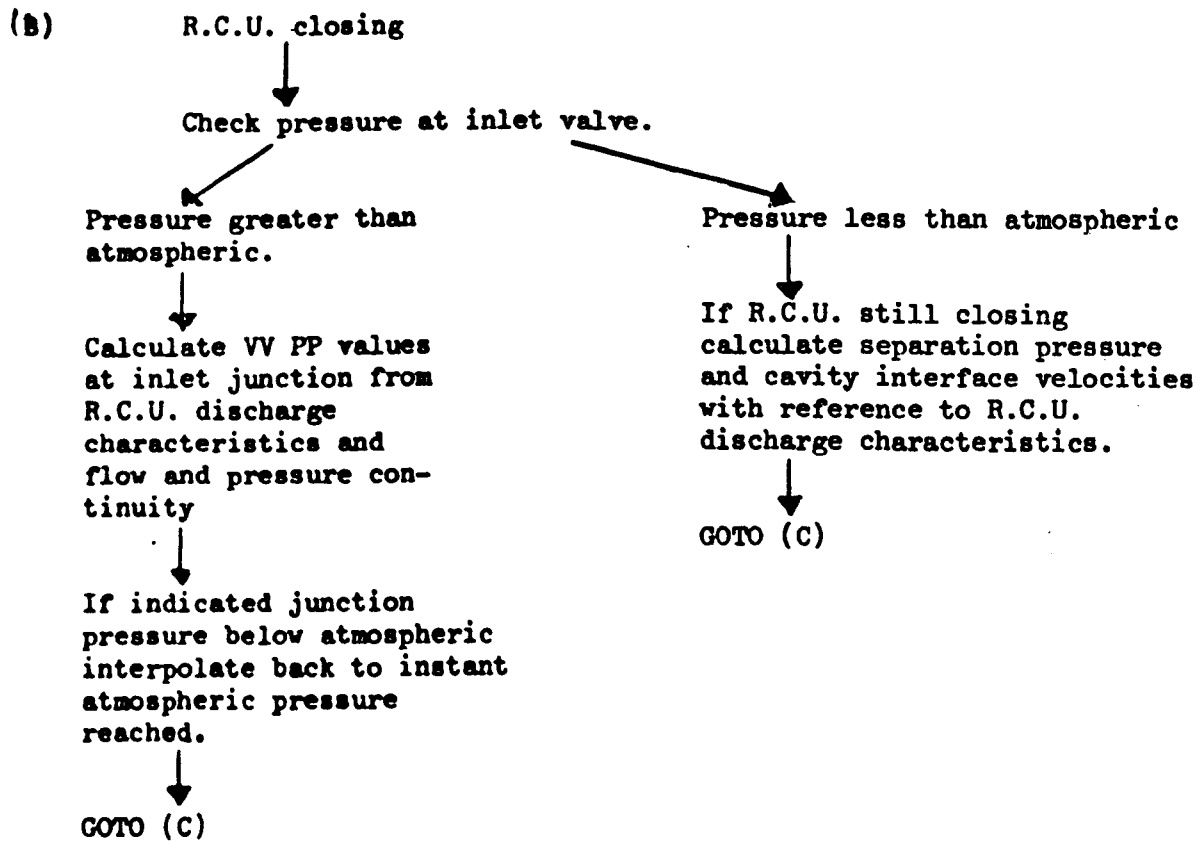 (B) R.C.U. closing
Check pressure at inlet valve.
Pressure greater than
atmospheric.
Calculate VV PP values
at inlet junction from
R.C.U. discharge
characteristics and
flow and pressure con-
tinuity
If indicated junction
pressure below atmospheric
interpolate back to instant
atmospheric pressure
reached.
GOTO (C)
Pressure less than atmospheric
If R.C.U. still closing
calculate separation pressure
and cavity interface velocities
with reference to R.C.U.
discharge characteristics.
GOTO (C)